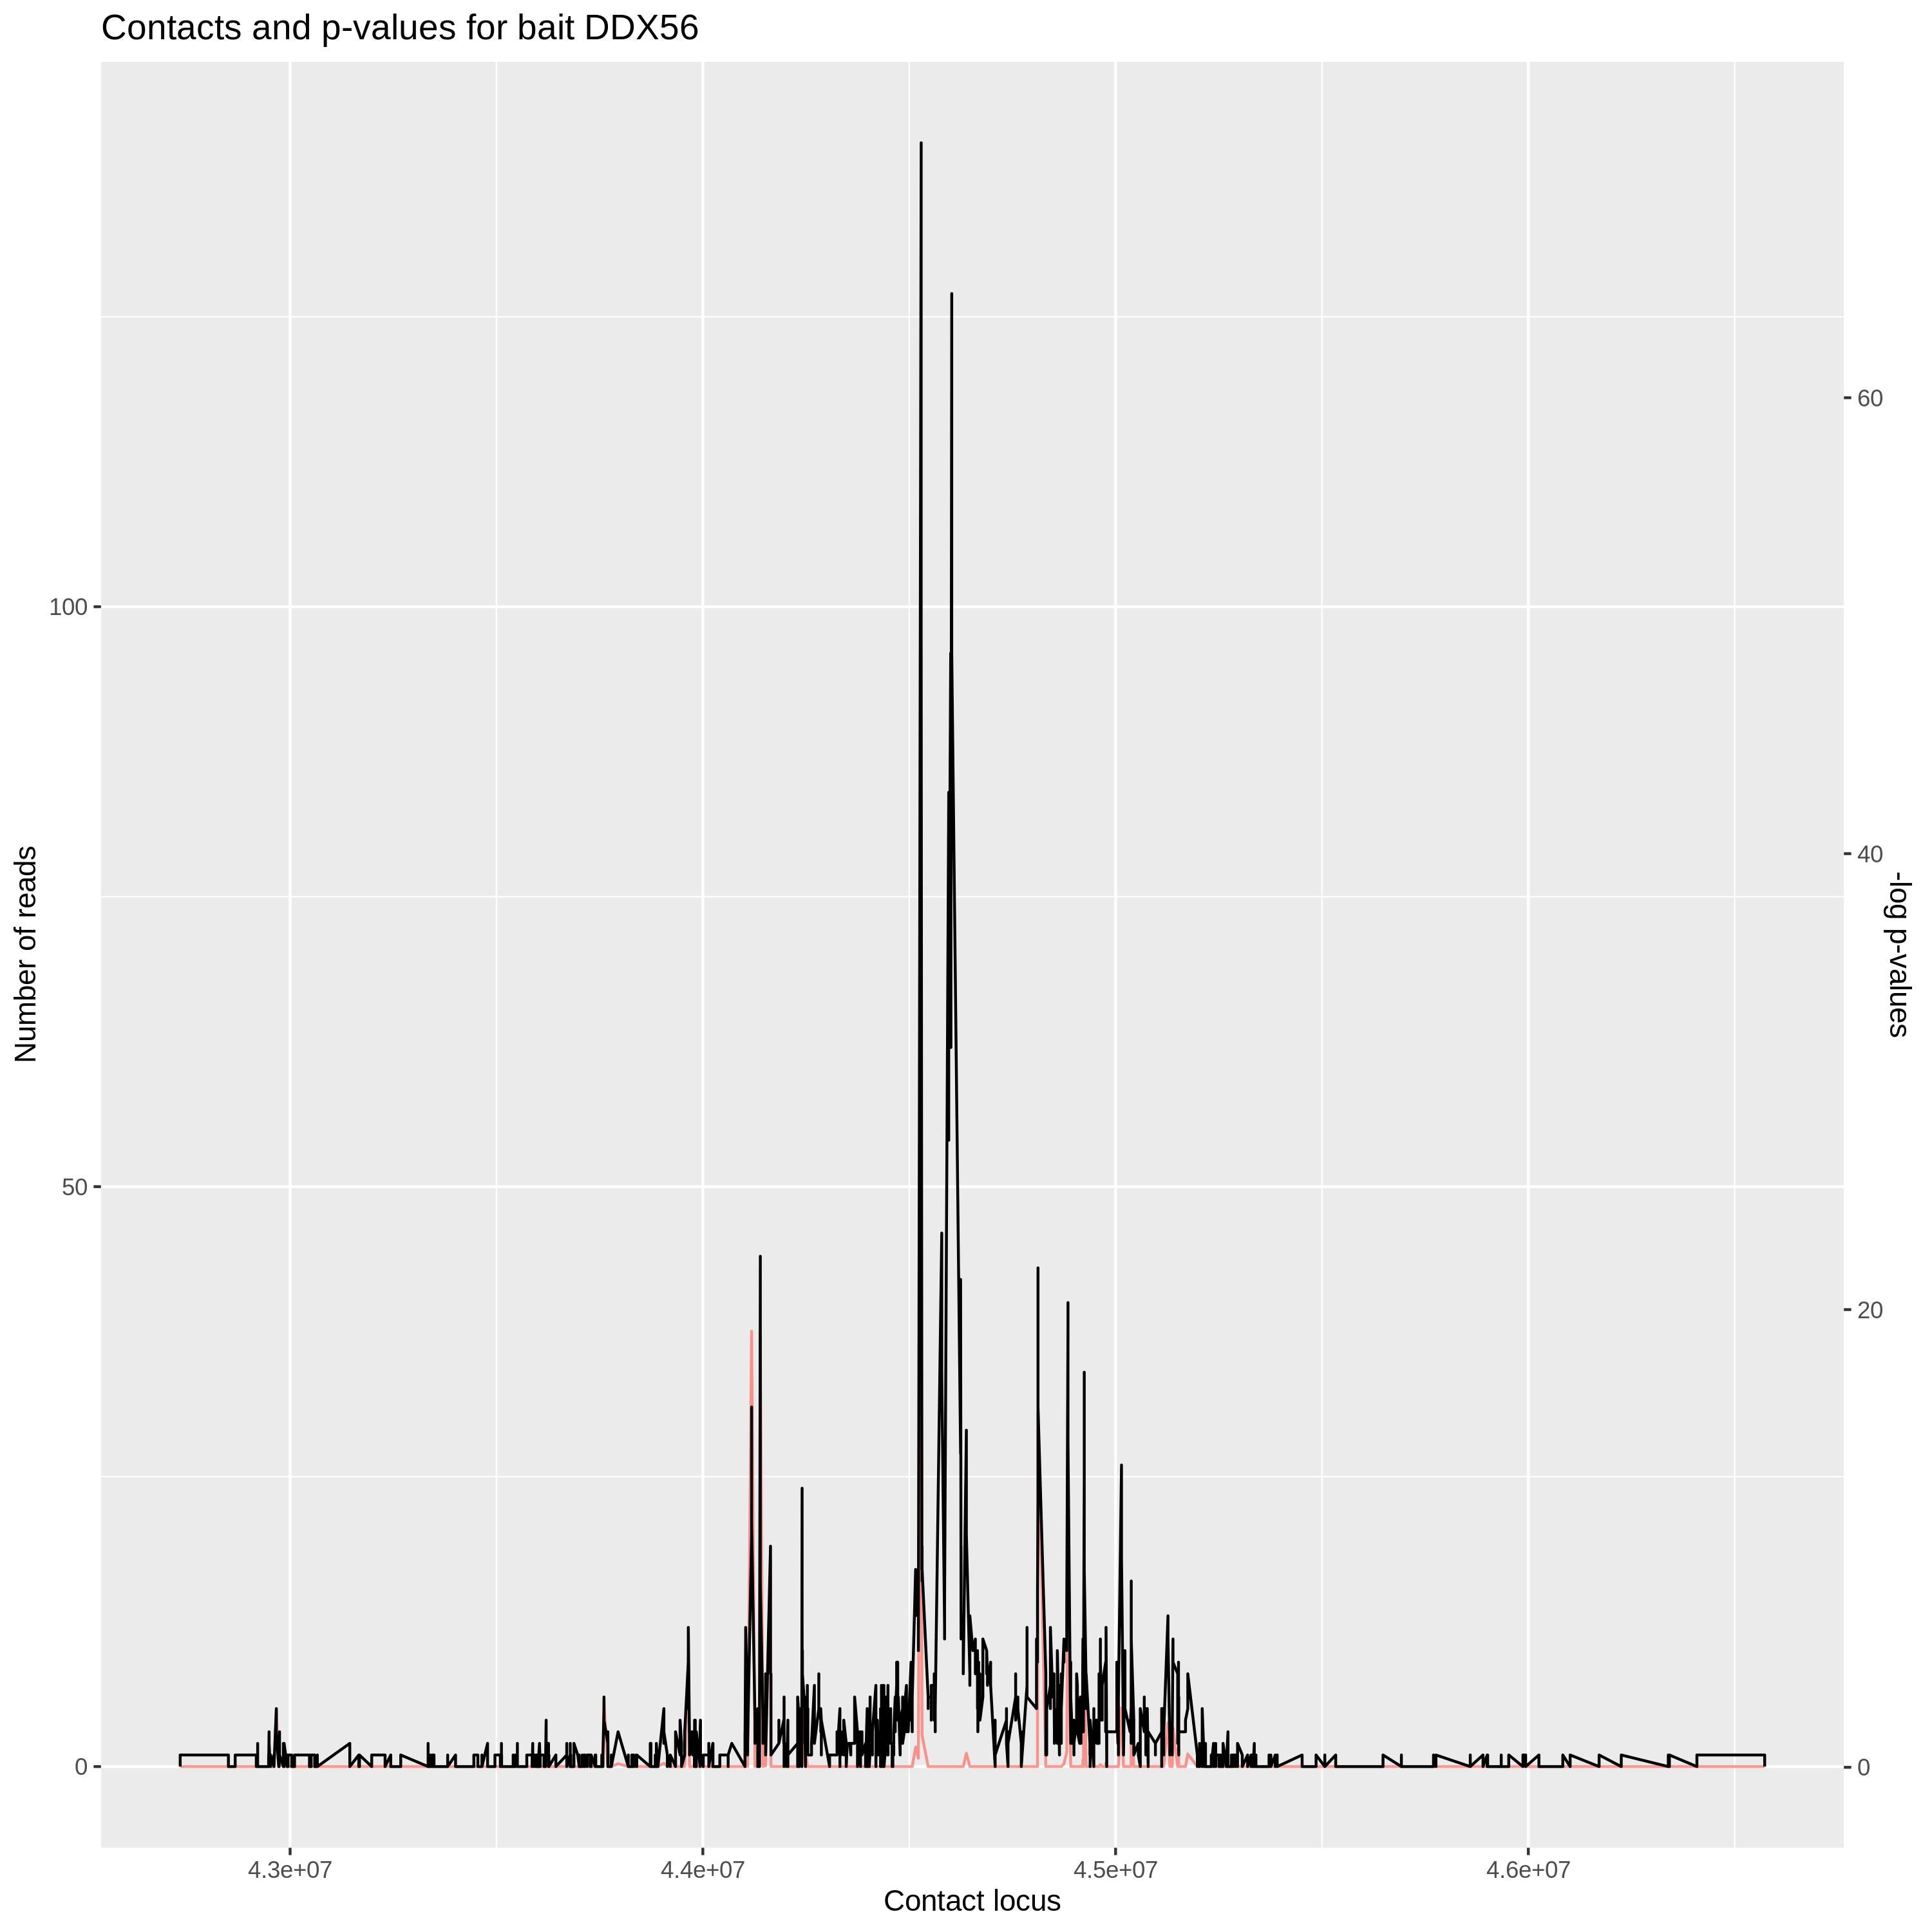 Contacts and p-values for bait DDX56
Number of reads
100
50
0
60
40
20
0
-log p-values
4.3e+07
4.4e+07
4.5e+07
4.6e+07
Contact locus